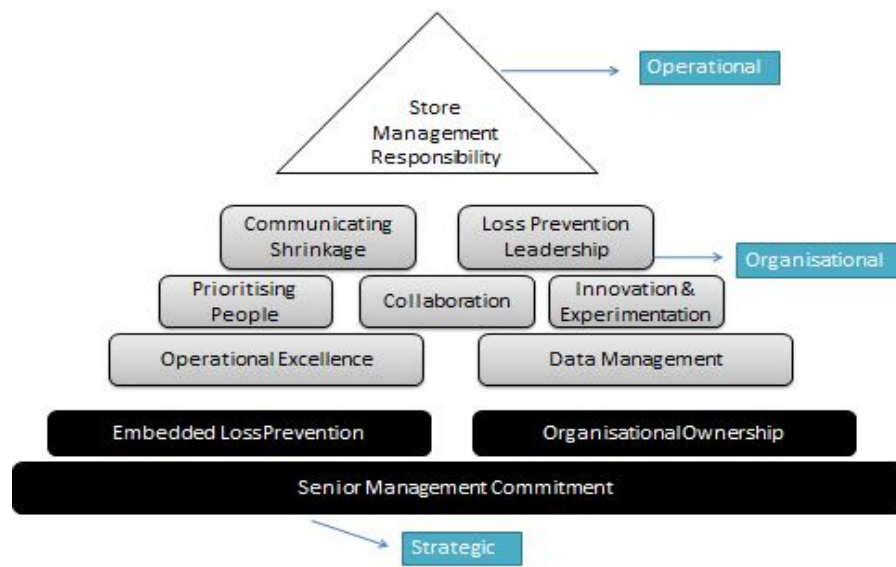 Operational
Store
Management
Responsibility
Communicating
Shrinkage
Loss Prevention
Leadership
Organisational
Prioritising
People
Collaboration
Innovation &
Experimentation
Operational Excellence
Data Management
Embedded LossPrevention
OrganisationalOwnership
Senior Management Commitment
Strategic